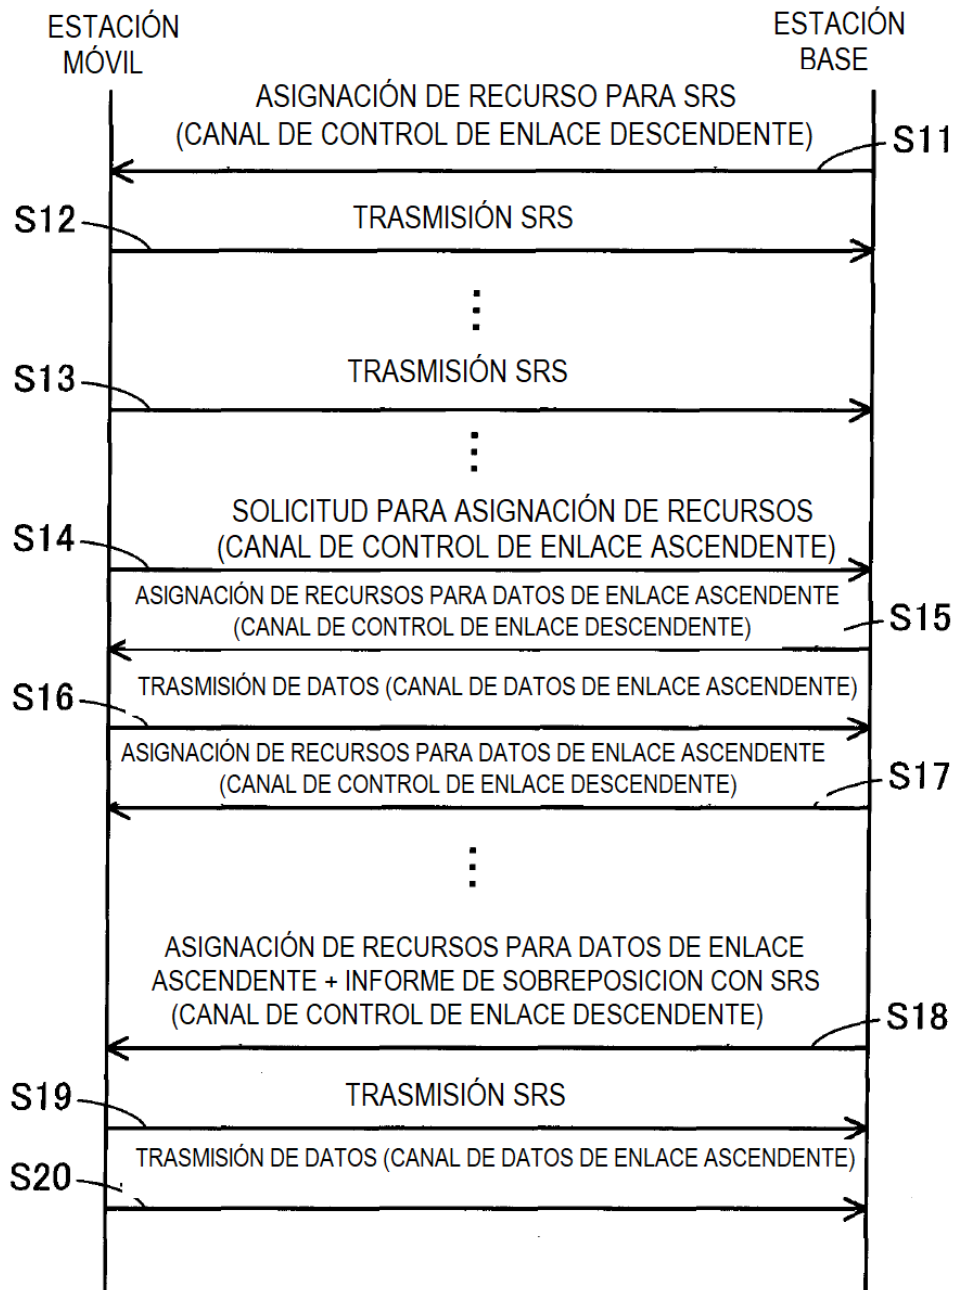 ESTACIÓN
MÓVIL
ESTACIÓN
BASE
ASIGNACIÓN DE RECURSO PARA SRS
(CANAL DE CONTROL DE ENLACE DESCENDENTE)
S11
S12
TRASMISIÓN SRS
S13
TRASMISIÓN SRS
SOLICITUD PARA ASIGNACIÓN DE RECURSOS
S14
(CANAL DE CONTROL DE ENLACE ASCENDENTE)
ASIGNACIÓN DE RECURSOS PARA DATOS DE ENLACE ASCENDENTE
(CANAL DE CONTROL DE ENLACE DESCENDENTE)
S15
S16
TRASMISIÓN DE DATOS (CANAL DE DATOS DE ENLACE ASCENDENTE)
ASIGNACIÓN DE RECURSOS PARA DATOS DE ENLACE ASCENDENTE
(CANAL DE CONTROL DE ENLACE DESCENDENTE)
S17
ASIGNACIÓN DE RECURSOS PARA DATOS DE ENLACE
ASCENDENTE + INFORME DE SOBREPOSICION CON SRS
(CANAL DE CONTROL DE ENLACE DESCENDENTE)
S18
S19
TRASMISIÓN SRS
TRASMISIÓN DE DATOS (CANAL DE DATOS DE ENLACE ASCENDENTE)
S20